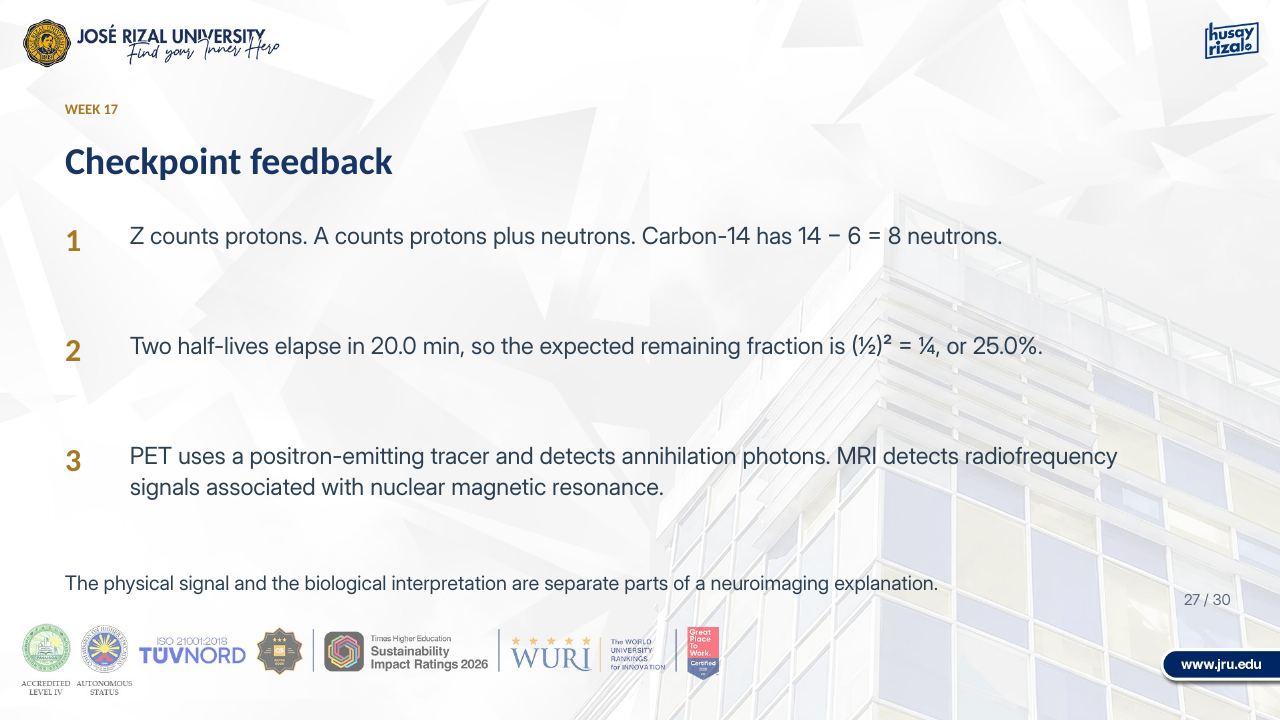 JOSÉ RIZAL UNIVERSITY
Find your Inner Hero
husay
rizal
WEEK 17
Checkpoint feedback
1 Z counts protons. A counts protons plus neutrons. Carbon-14 has 14 − 6 = 8 neutrons.
2 Two half-lives elapse in 20.0 min, so the expected remaining fraction is (½)² = ¼, or 25.0%.
3 PET uses a positron-emitting tracer and detects annihilation photons. MRI detects radiofrequency
signals associated with nuclear magnetic resonance.
The physical signal and the biological interpretation are separate parts of a neuroimaging explanation.
27 / 30
ACCREDITED
LEVEL IV
AUTONOMOUS
STATUS
ISO 21001:2018
TÜVNORD
Times Higher Education
Sustainability
Impact Ratings 2026
WURI
The WORLD
UNIVERSITY
RANKINGS
for INNOVATION
Great
Place
To
Work.
Certified
www.jru.edu